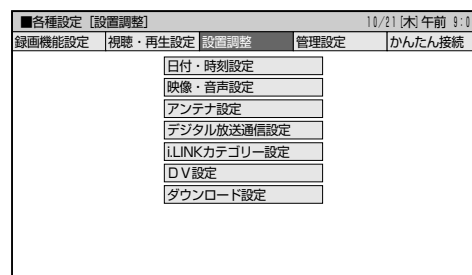 ■各種設定［設置調整］ 10/21[木]午前 9:0
録画機能設定 視聴・再生設定 設置調整 管理設定 かんたん接続
日付・時刻設定
映像・音声設定
アンテナ設定
デジタル放送通信設定
i.LINKカテゴリー設定
ＤＶ設定
ダウンロード設定